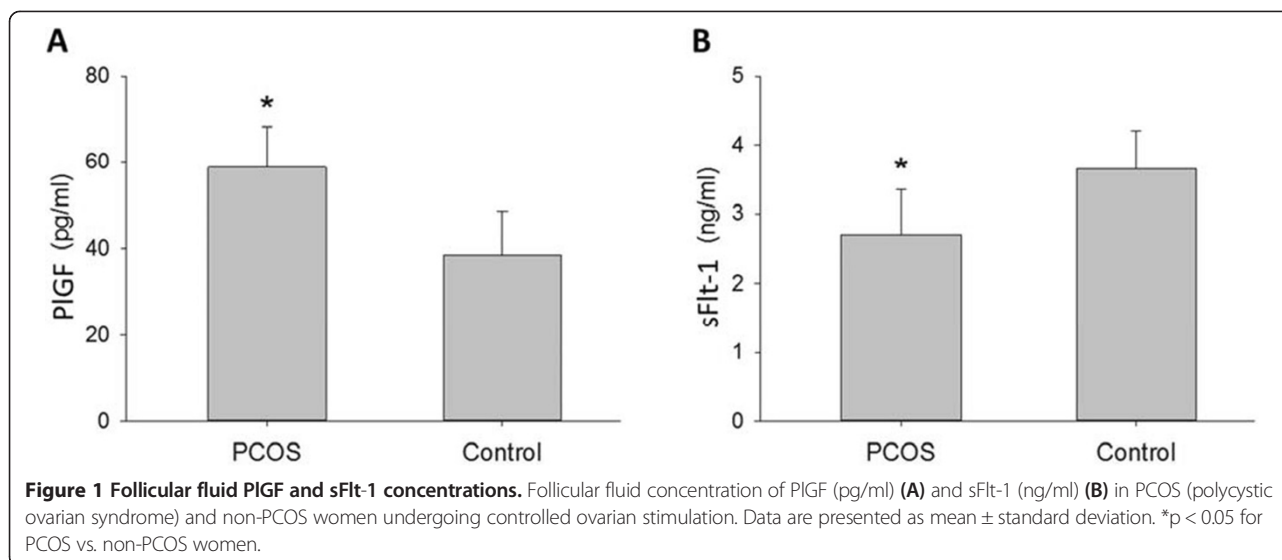 A
B
80
60
40
20
0
PlGF (pg/ml)
*
PCOS
Control
5
4
3
2
1
0
sFlt-1 (ng/ml)
*
PCOS
Control
Figure 1 Follicular fluid PlGF and sFlt-1 concentrations. Follicular fluid concentration of PlGF (pg/ml) (A) and sFlt-1 (ng/ml) (B) in PCOS (polycystic
ovarian syndrome) and non-PCOS women undergoing controlled ovarian stimulation. Data are presented as mean ± standard deviation. *p < 0.05 for
PCOS vs. non-PCOS women.